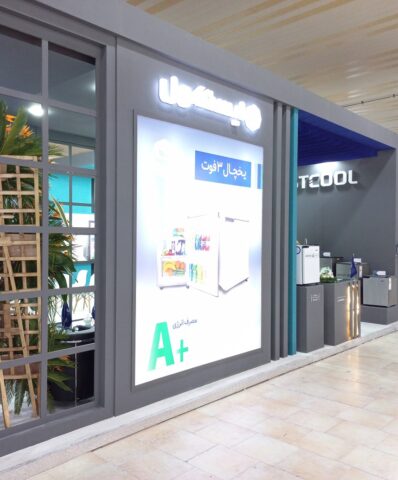 ایستکول
یخچال ۳ فوت
مصرف انرژی
A+
STCOOL